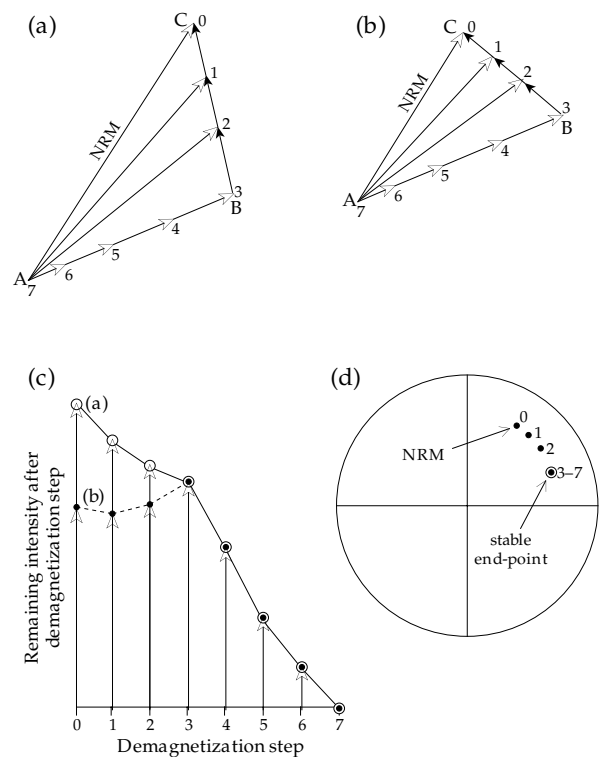 (a)
C 0
1
NRM
2
3
B
4
5
6
A
7
(b)
C 0
1
NRM
2
3
B
4
5
6
A
7
(c)
(a)
(b)
Remaining intensity after
demagnetization step
0 1 2 3 4 5 6 7
Demagnetization step
(d)
0
1
NRM
2
3–7
stable
end-point